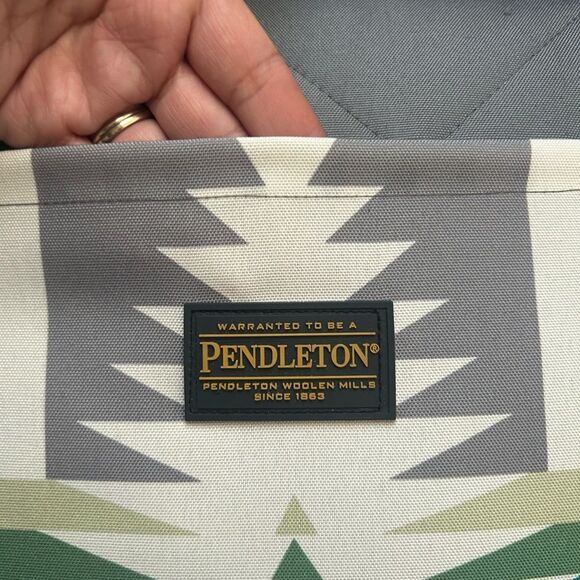 WARRANTED TO BE A
PENDLETON®
PENDLETON WOOLEN MILLS
SINCE 1863